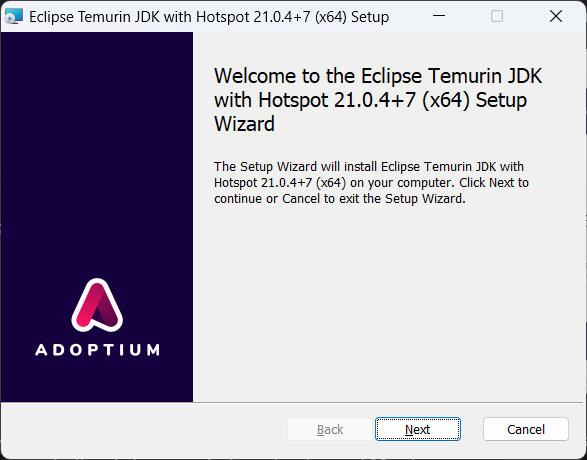 Eclipse Temurin JDK with Hotspot 21.0.4+7 (x64) Setup
Welcome to the Eclipse Temurin JDK
with Hotspot 21.0.4+7 (x64) Setup
Wizard
The Setup Wizard will install Eclipse Temurin JDK with
Hotspot 21.0.4+7 (x64) on your computer. Click Next to
continue or Cancel to exit the Setup Wizard.
ADOPTIUM
Back Next Cancel